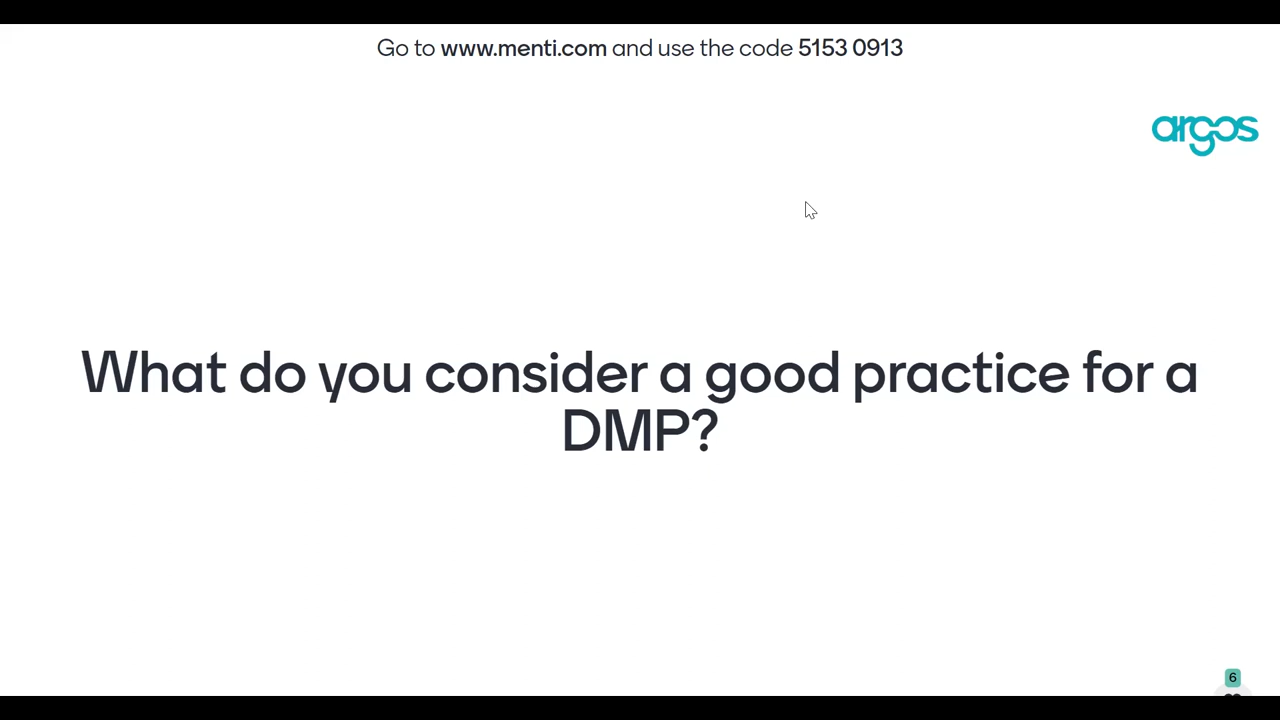 Go to www.menti.com and use the code 5153 0913
argos
What do you consider a good practice for a
DMP?
6